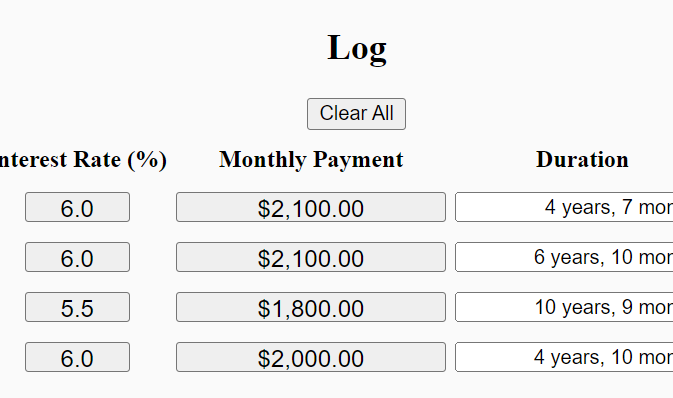 Log
Clear All
nterest Rate (%) Monthly Payment Duration
6.0 $2,100.00 4 years, 7 mor
6.0 $2,100.00 6 years, 10 mor
5.5 $1,800.00 10 years, 9 mor
6.0 $2,000.00 4 years, 10 mor